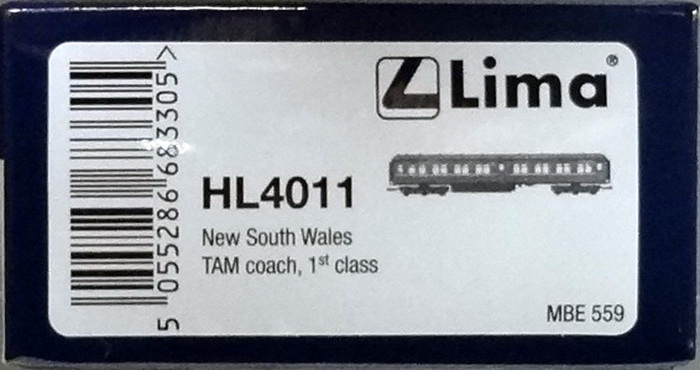 Lima®
HL4011
New South Wales
TAM coach, 1st class
MBE 559
5 055286 683305 >